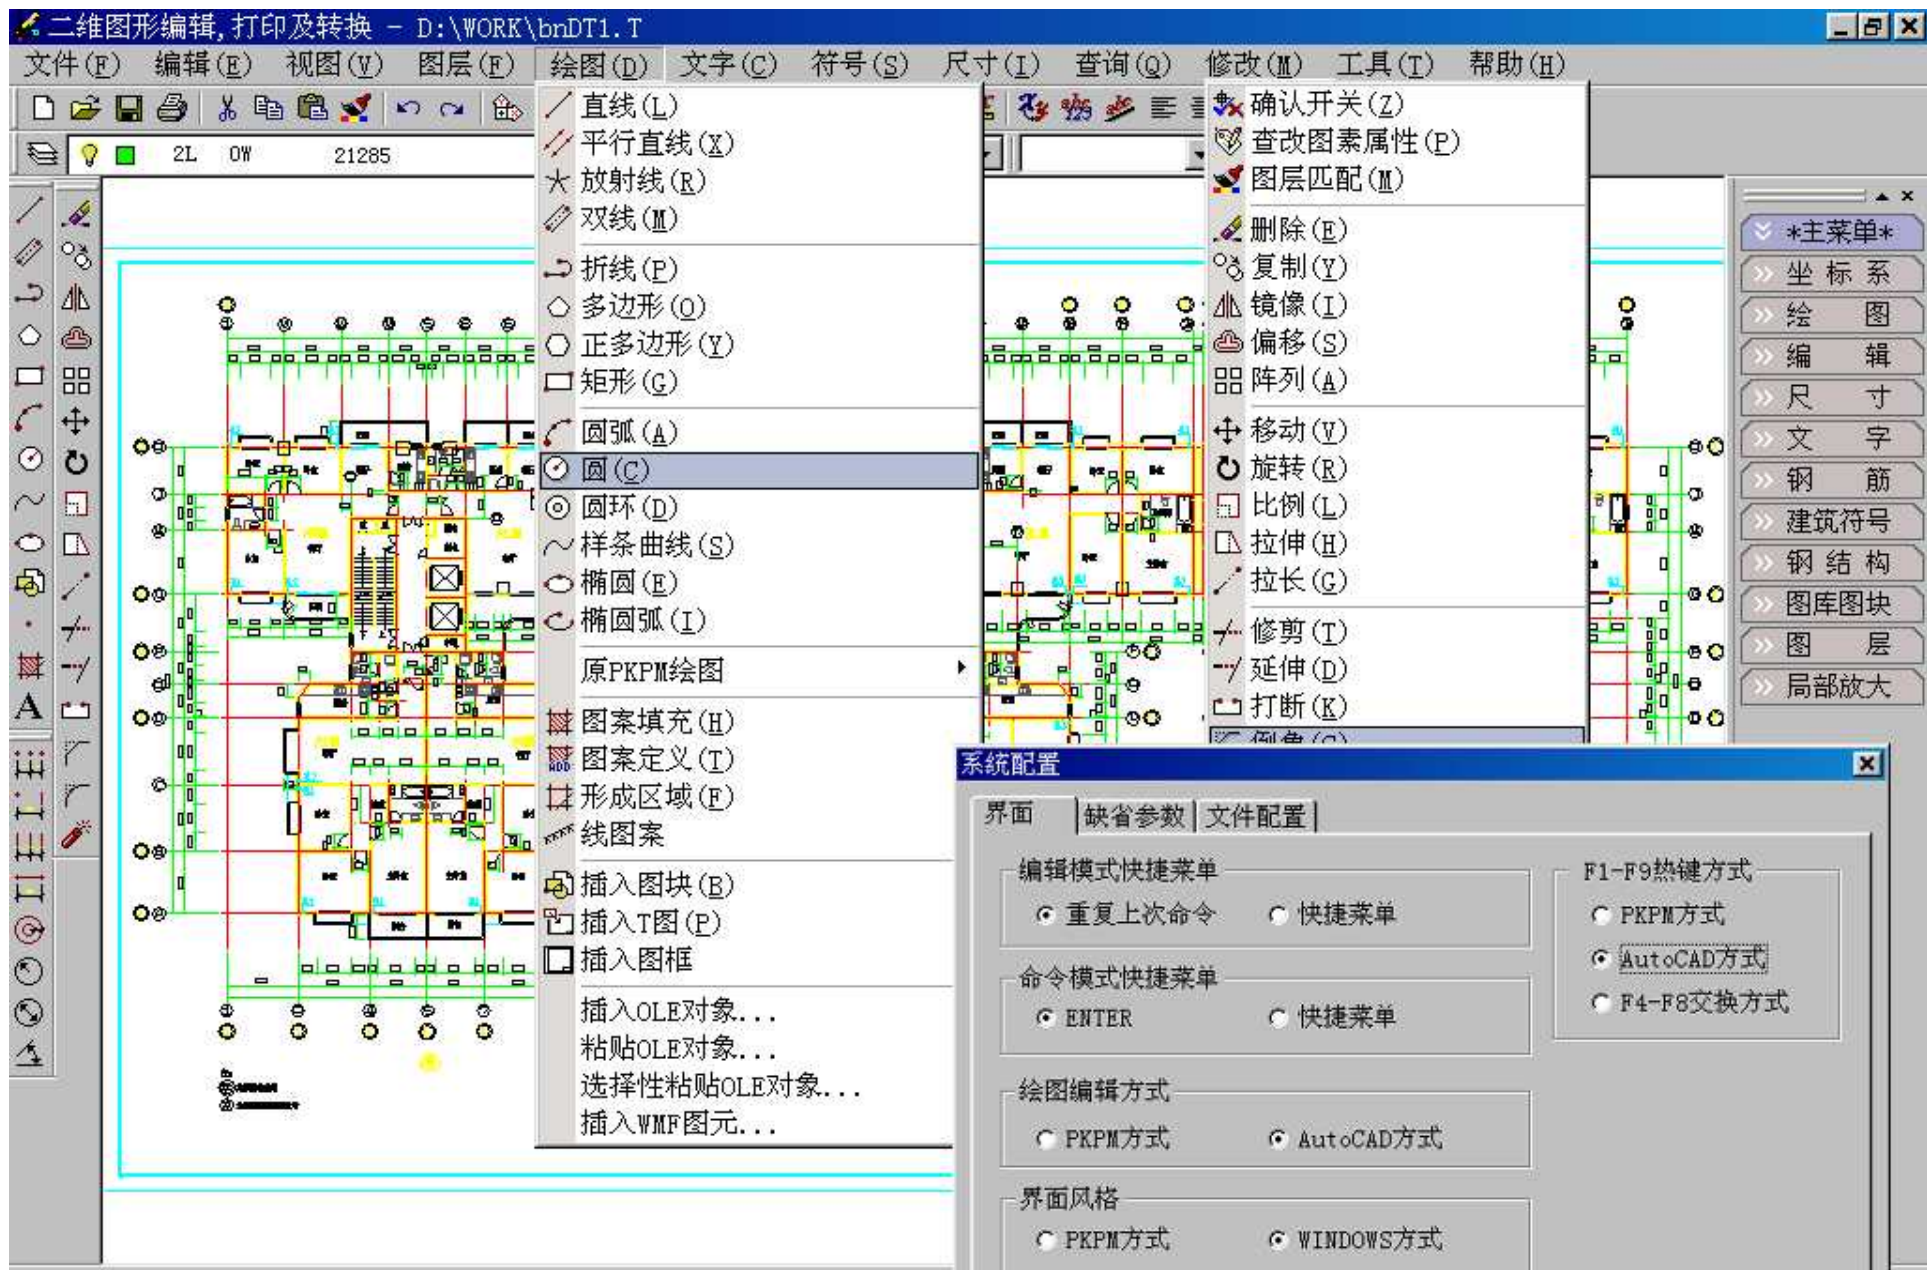 二维图形编辑,打印及转换 - D:\WORK\bnDT1.T
文件(F) 编辑(E) 视图(V) 图层(F) 绘图(D) 文字(C) 符号(S) 尺寸(I) 查询(Q) 修改(M) 工具(T) 帮助(H)
2L 0W 21285
直线(L)
平行直线(X)
放射线(R)
双线(M)
折线(P)
多边形(O)
正多边形(Y)
矩形(G)
圆弧(A)
圆(C)
圆环(D)
样条曲线(S)
椭圆(E)
椭圆弧(I)
原PKPM绘图
图案填充(H)
图案定义(T)
形成区域(F)
线图案
插入图块(B)
插入T图(P)
插入图框
插入OLE对象...
粘贴OLE对象...
选择性粘贴OLE对象...
插入WMF图元...
确认开关(Z)
查改图素属性(P)
图层匹配(M)
删除(E)
复制(Y)
镜像(I)
偏移(S)
阵列(A)
移动(V)
旋转(R)
比例(L)
拉伸(H)
拉长(G)
修剪(T)
延伸(D)
打断(K)
倒角(C)
*主菜单*
坐标系
绘图
编辑
尺寸
文字
钢筋
建筑符号
钢结构
图库图块
图层
局部放大
A
系统配置
界面 缺省参数 文件配置
编辑模式快捷菜单
重复上次命令 快捷菜单
命令模式快捷菜单
ENTER 快捷菜单
绘图编辑方式
PKPM方式 AutoCAD方式
界面风格
PKPM方式 WINDOWS方式
F1-F9热键方式
PKPM方式
AutoCAD方式
F4-F8交换方式